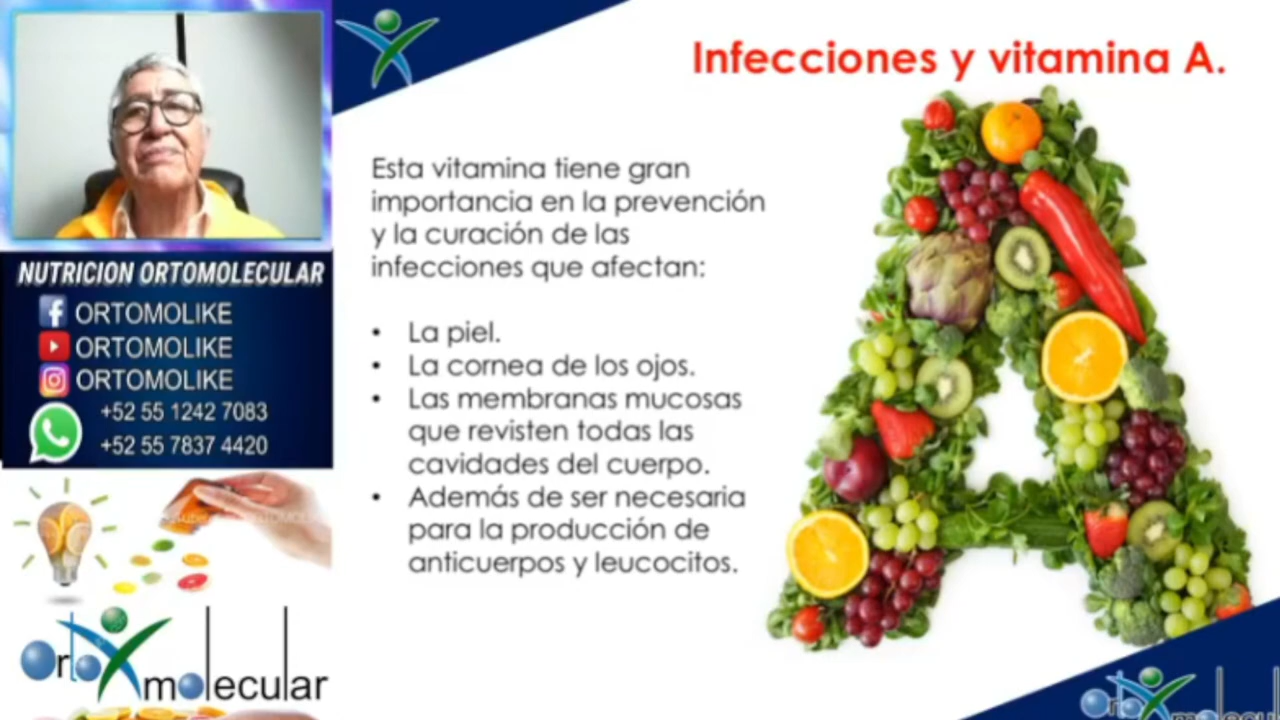 Infecciones y vitamina A.
Esta vitamina tiene gran
importancia en la prevención
y la curación de las
infecciones que afectan:
• La piel.
• La cornea de los ojos.
• Las membranas mucosas
que revisten todas las
cavidades del cuerpo.
• Además de ser necesaria
para la producción de
anticuerpos y leucocitos.
NUTRICION ORTOMOLECULAR
ORTOMOLIKE
ORTOMOLIKE
ORTOMOLIKE
+52 55 1242 7083
+52 55 7837 4420
Orto
molecular
Orto